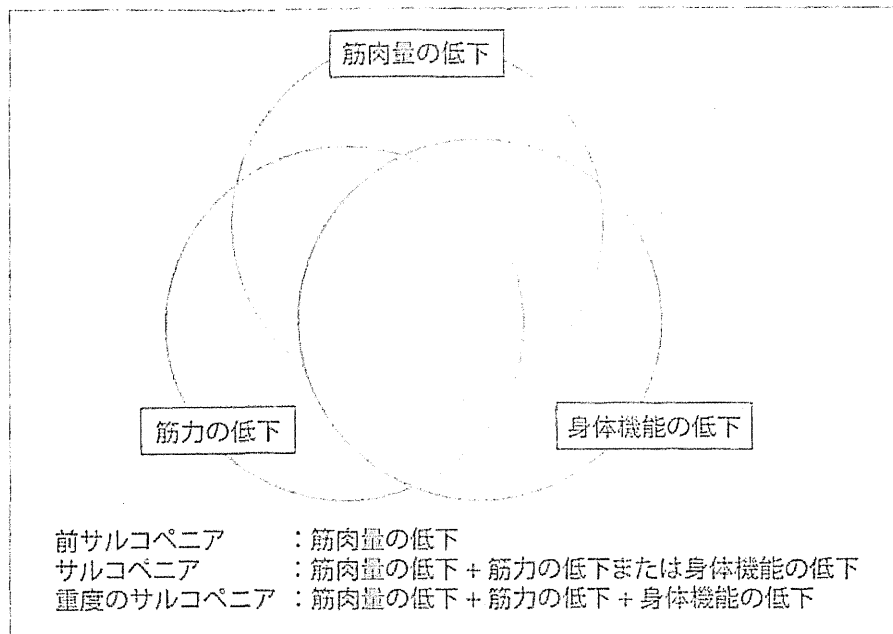 筋肉量の低下
筋力の低下
身体機能の低下
前サルコペニア：筋肉量の低下
サルコペニア：筋肉量の低下 + 筋力の低下または身体機能の低下
重度のサルコペニア：筋肉量の低下 + 筋力の低下 + 身体機能の低下